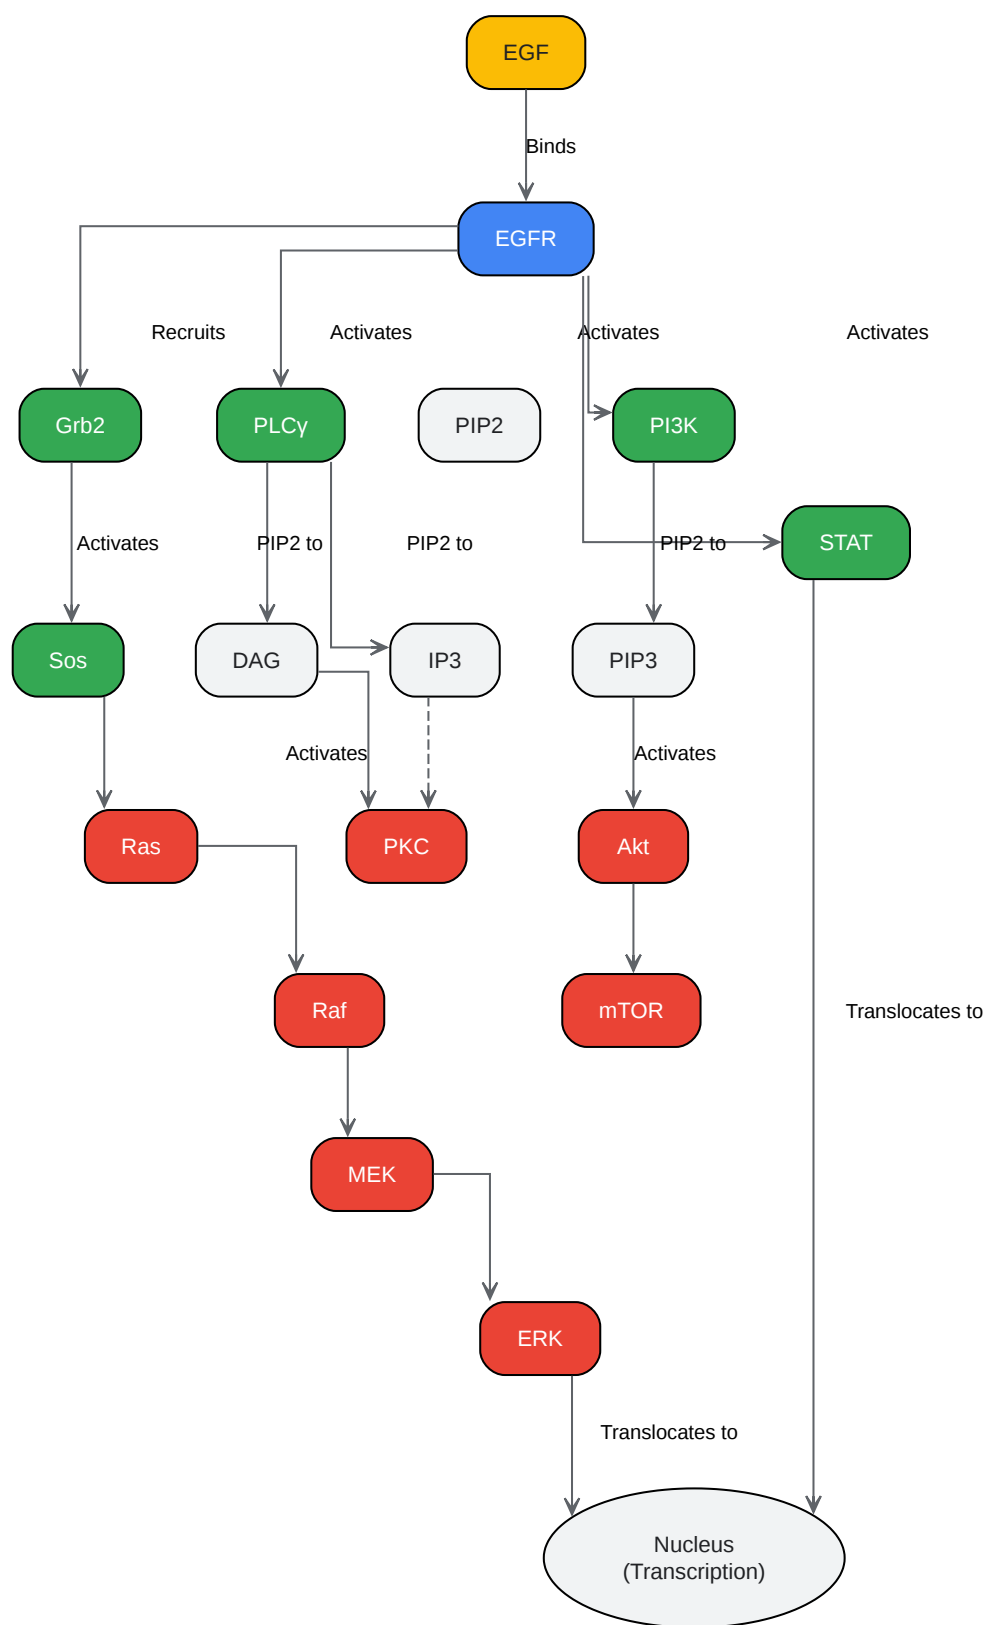 EGF
Binds
EGFR
Recruits
Activates
Activates
Activates
Grb2
PLCγ
PIP2
PI3K
Activates
PIP2 to
PIP2 to
PIP2 to
STAT
Sos
DAG
IP3
PIP3
Activates
Activates
Ras
PKC
Akt
Raf
mTOR
Translocates to
MEK
ERK
Translocates to
Nucleus
(Transcription)